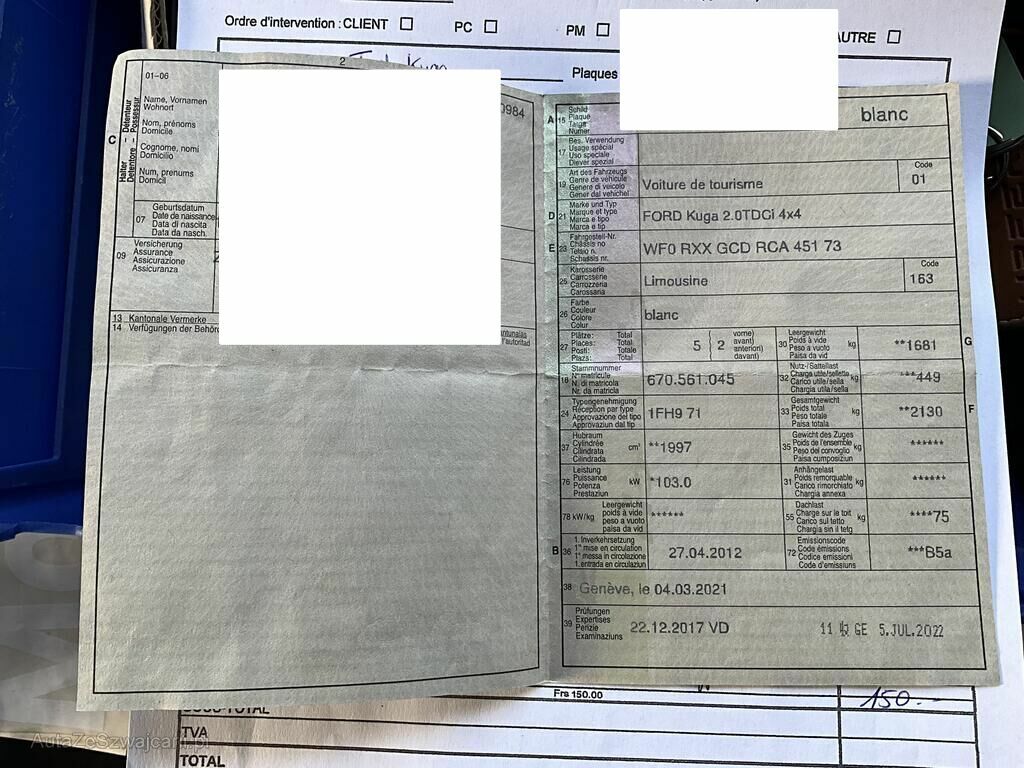 Ordre d'intervention : CLIENT PC PM AUTRE
Plaques
2
01-06
0984
C
Halter Détenteur
Detentore Possessur
Name, Vornamen
Wohnort
Nom, prénoms
Domicile
Cognome, nomi
Domicilio
Num, prenums
Domicil
07 Geburtsdatum
Date de naissance
Data di nascita
Data da nasch.
09 Versicherung
Assurance
Assicurazione
Assicuranza
13 Kantonale Vermerke
14 Verfügungen der Behörd
A 15 Schild
Plaque
Targa
Numer
blanc
17 Bes. Verwendung
Usage spécial
Uso speciale
Diever spezial
19 Art des Fahrzeugs
Genre de véhicule
Genere di veicolo
Gener dal vehichel
Voiture de tourisme
Code
01
D 21 Marke und Typ
Marque et type
Marca e tipo
Marca e tip
FORD Kuga 2.0TDCi 4x4
E 23 Fahrgestell-Nr.
Châssis no
Telaio n.
Schassis nr.
WF0 RXX GCD RCA 451 73
25 Karosserie
Carrosserie
Carrozzeria
Carossaria
Limousine
Code
163
26 Farbe
Couleur
Colore
Colur
blanc
27 Plätze: Total
Places: Total
Posti: Totale
Plazs: Total
5 ( 2
vorne)
avant)
anteriori)
davant)
30 Leergewicht
Poids à vide
Peso a vuoto
Paisa da vid
kg
**1681
G
18 Stammnummer
N° matricule
N. di matricola
Nr. da matricla
670.561.045
32 Nutz-/Sattellast
Charge utile/sellette
Carico utile/sella
Chargia utila/sella
kg
***449
24 Typengenehmigung
Réception par type
Approvazione del tipo
Approvaziun dal tip
1FH9 71
33 Gesamtgewicht
Poids total
Peso totale
Paisa totala
kg
**2130
F
37 Hubraum
Cylindrée
Cilindrata
Cilindrada
cm³
**1997
35 Gewicht des Zuges
Poids de l'ensemble
Peso del convoglio
Paisa cumposiziun
kg
******
76 Leistung
Puissance
Potenza
Prestaziun
kW
*103.0
31 Anhängelast
Poids remorquable
Carico rimorchiato
Chargia annexa
kg
******
78 kW/kg Leergewicht
poids à vide
peso a vuoto
paisa da vid
******
55 Dachlast
Charge sur le toit
Carico sul tetto
Chargia sin il tetg
kg
****75
B 36 1. Inverkehrsetzung
1re mise en circulation
1a messa in circolazione
1. entrada en circulaziun
27.04.2012
72 Emissionscode
Code émissions
Codice emissioni
Code d'emissiuns
***B5a
38 Genève, le 04.03.2021
39 Prüfungen
Expertises
Perizie
Examinaziuns
22.12.2017 VD
GE 5.JUL.2022
Frs 150.00
150.-
SOUS-TOTAL
TVA
TOTAL
AutaZeSzwajcarii.pl